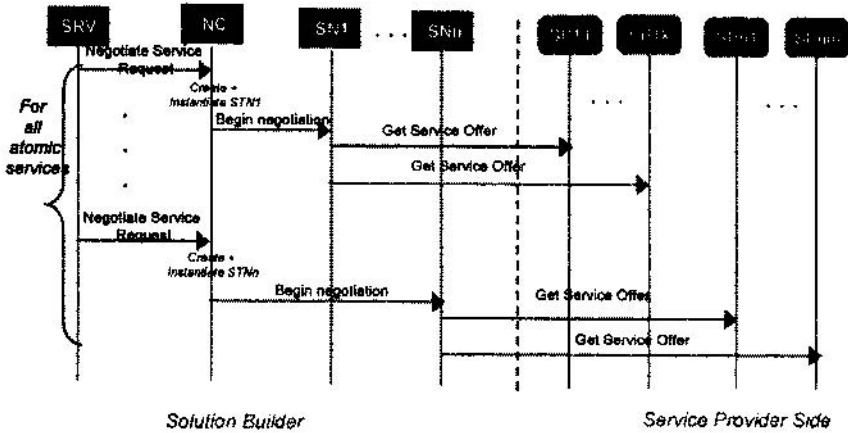 SRV NC SN1 . . . SNn
Negotiate Service
Request
Create +
Instantiate STN1
. . .
. . .
For
all
atomic
services
Begin negotiation
Get Service Offer
Get Service Offer
Negotiate Service
Request
Create +
Instantiate STNn
Begin negotiation
Get Service Offer
Get Service Offer
Solution Builder
Service Provider Side